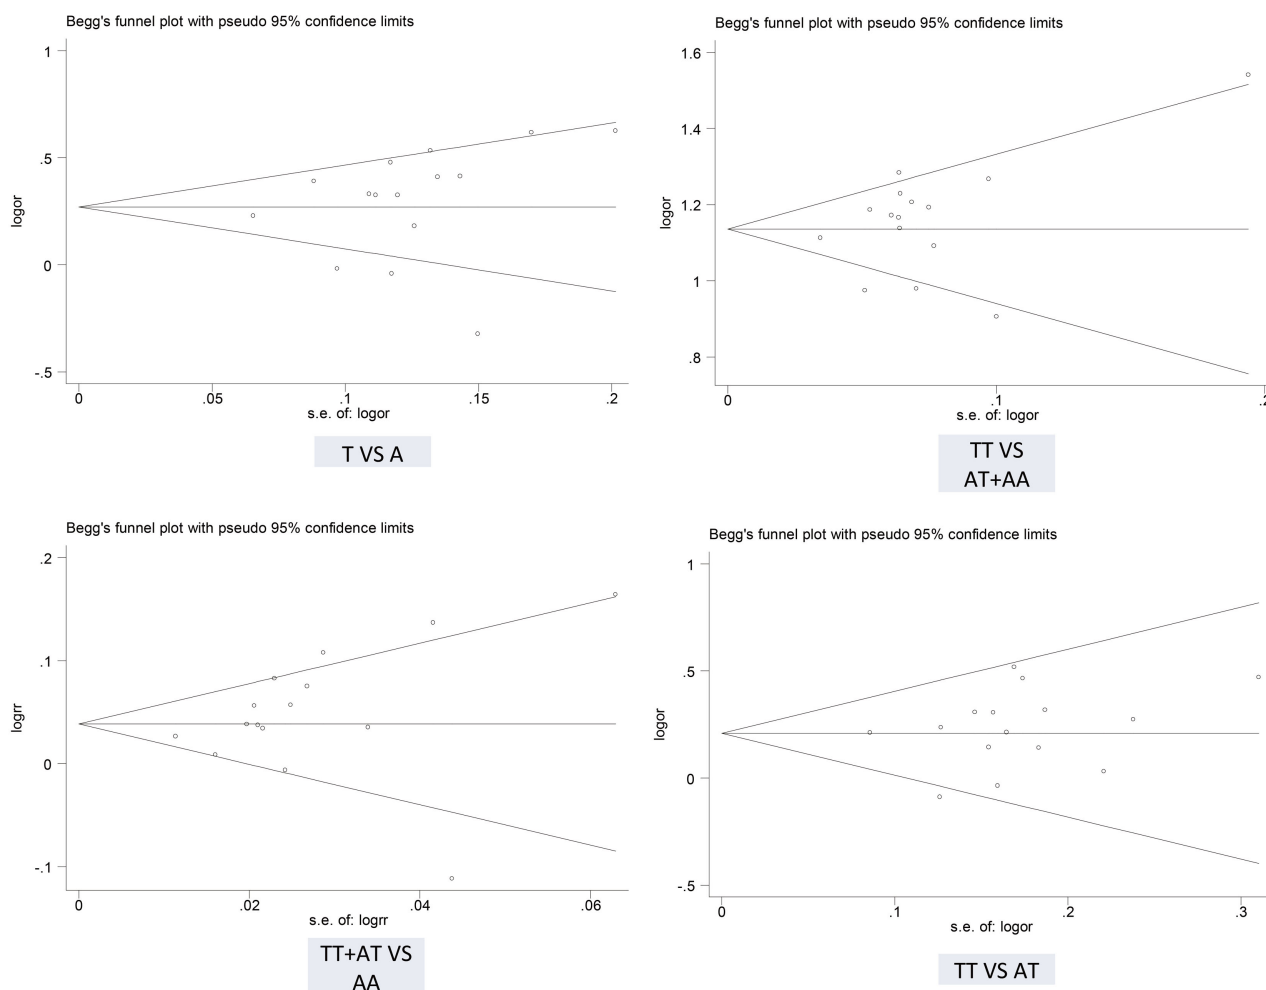 Begg's funnel plot with pseudo 95% confidence limits
1
.5
0
-.5
logor
0
.05
.1
.15
.2
s.e. of: logor
T VS A
Begg's funnel plot with pseudo 95% confidence limits
1.6
1.4
1.2
1
.8
logor
0
.1
s.e. of: logor
TT VS
AT+AA
Begg's funnel plot with pseudo 95% confidence limits
.2
.1
0
-.1
logrr
0
.02
.04
.06
s.e. of: logrr
TT+AT VS
AA
Begg's funnel plot with pseudo 95% confidence limits
1
.5
0
-.5
logor
0
.1
.2
.3
s.e. of: logor
TT VS AT